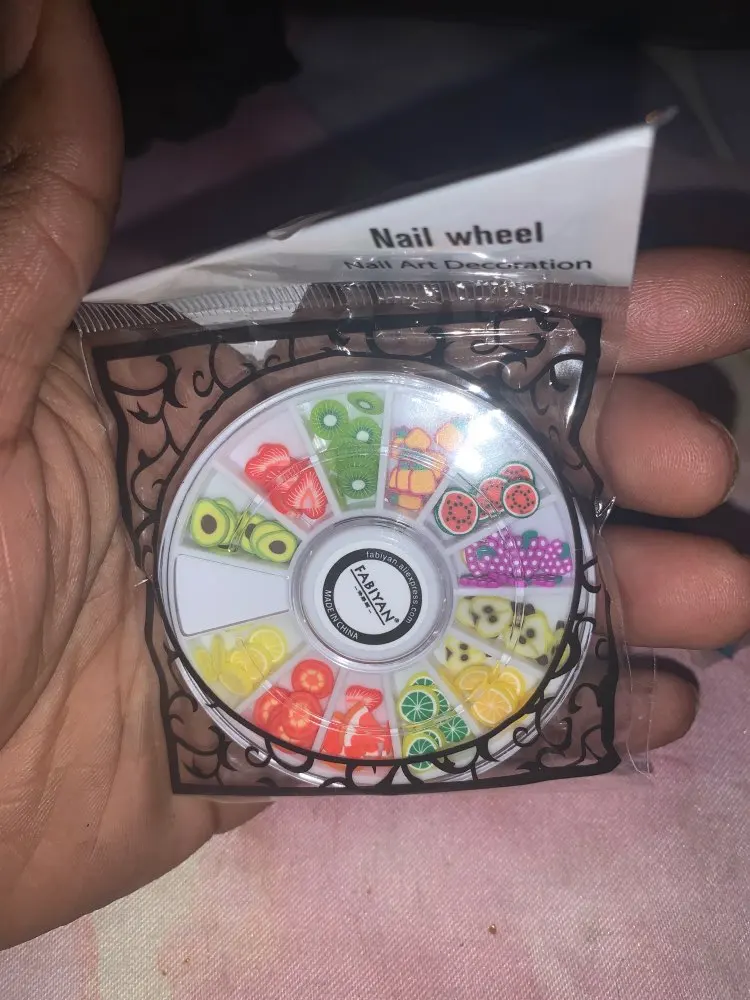 Nail wheel
Nail Art Decoration
fabiyan.aliexpress.com
FABIYAN®
MADE IN CHINA